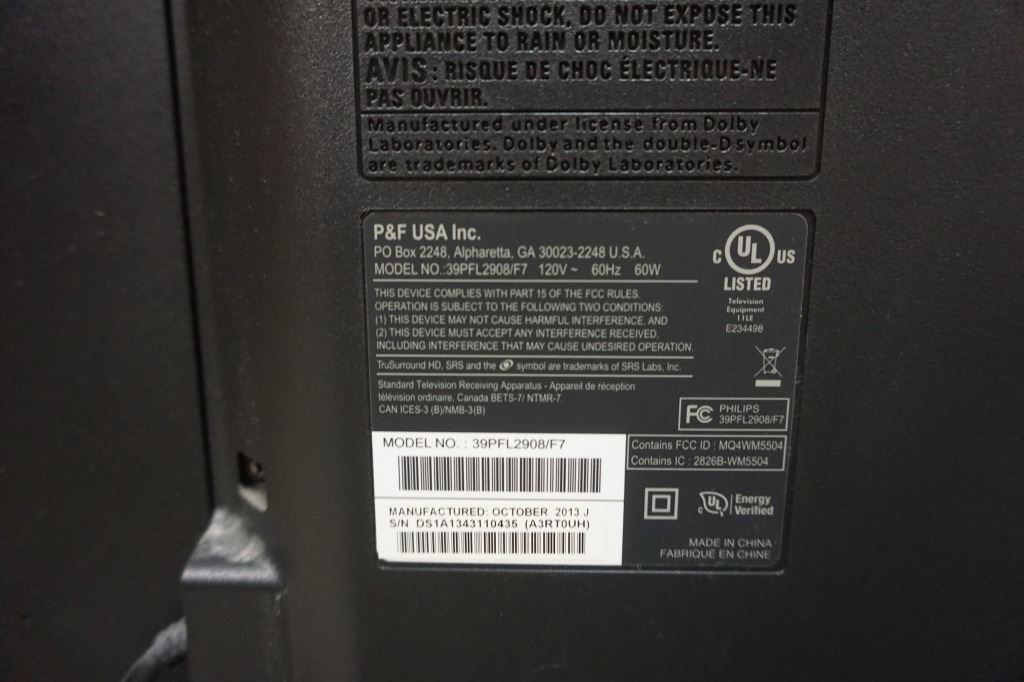 OR ELECTRIC SHOCK, DO NOT EXPOSE THIS
APPLIANCE TO RAIN OR MOISTURE.
AVIS : RISQUE DE CHOC ÉLECTRIQUE-NE
PAS OUVRIR.
Manufactured under license from Dolby
Laboratories. Dolby and the double-D symbol
are trademarks of Dolby Laboratories.
P&F USA Inc.
PO Box 2248, Alpharetta, GA 30023-2248 U.S.A.
MODEL NO.:39PFL2908/F7 120V ~ 60Hz 60W
THIS DEVICE COMPLIES WITH PART 15 OF THE FCC RULES.
OPERATION IS SUBJECT TO THE FOLLOWING TWO CONDITIONS:
(1) THIS DEVICE MAY NOT CAUSE HARMFUL INTERFERENCE, AND
(2) THIS DEVICE MUST ACCEPT ANY INTERFERENCE RECEIVED,
INCLUDING INTERFERENCE THAT MAY CAUSE UNDESIRED OPERATION.
TruSurround HD, SRS and the symbol are trademarks of SRS Labs, Inc.
Standard Television Receiving Apparatus - Appareil de réception
télévision ordinaire, Canada BETS-7/ NTMR-7.
CAN ICES-3 (B)/NMB-3(B)
C UL US
LISTED
Television
Equipment
11LE
E234498
FC PHILIPS
39PFL2908/F7
Contains FCC ID : MQ4WM5504
Contains IC : 2826B-WM5504
MODEL NO. : 39PFL2908/F7
MANUFACTURED: OCTOBER 2013 J
S/N DS1A1343110435 (A3RT0UH)
C UL Energy
Verified
MADE IN CHINA
FABRIQUÉ EN CHINE